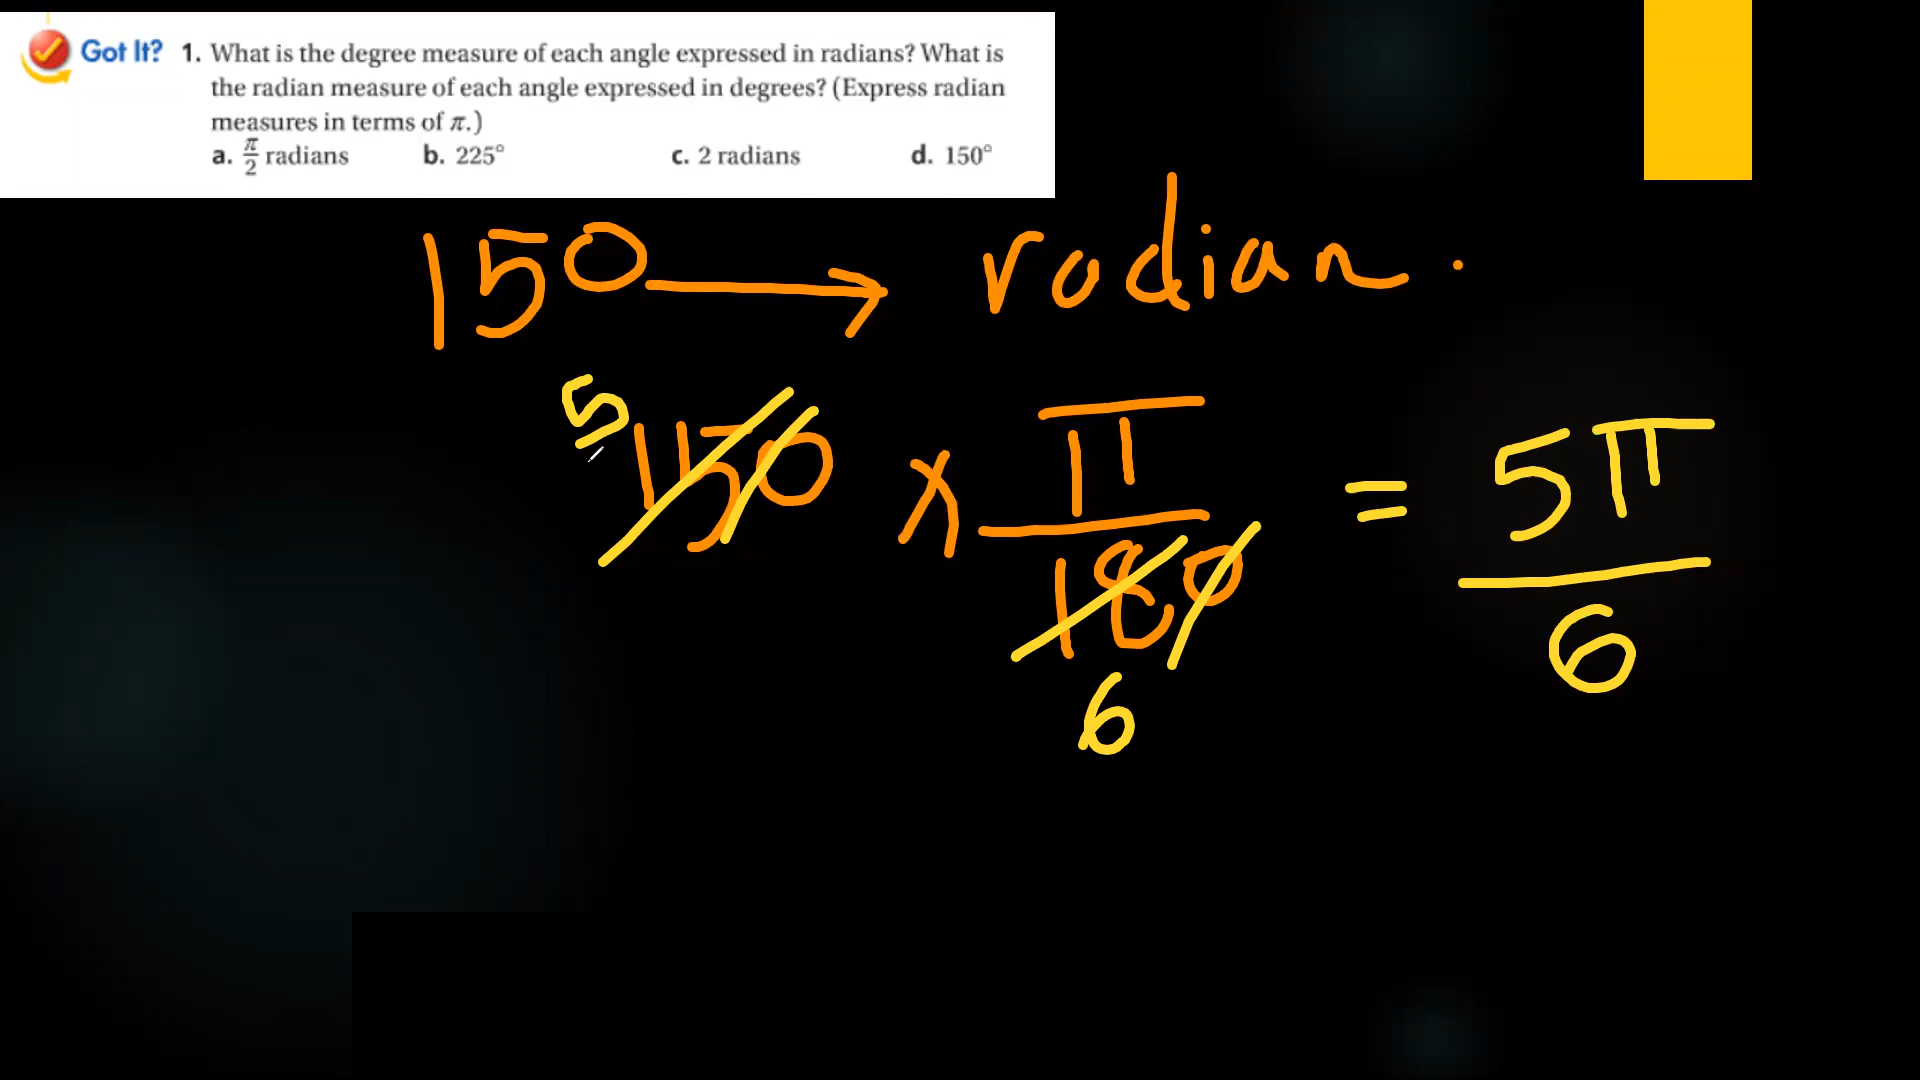 Got It? 1. What is the degree measure of each angle expressed in radians? What is
the radian measure of each angle expressed in degrees? (Express radian
measures in terms of π.)
a. π/2 radians b. 225° c. 2 radians d. 150°
150 → radian.
5 150 × π/180 = 5π/6
6